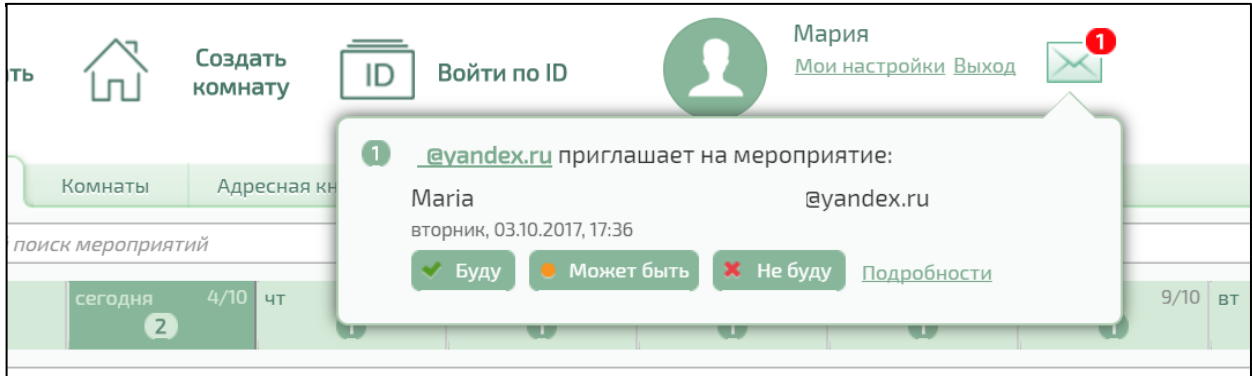 ть
Создать
комнату
ID
Войти по ID
Мария
Мои настройки Выход
1
1 _@yandex.ru приглашает на мероприятие:
Maria @yandex.ru
вторник, 03.10.2017, 17:36
Буду Может быть Не буду Подробности
Комнаты Адресная кн
поиск мероприятий
сегодня 4/10 чт 9/10 вт
2